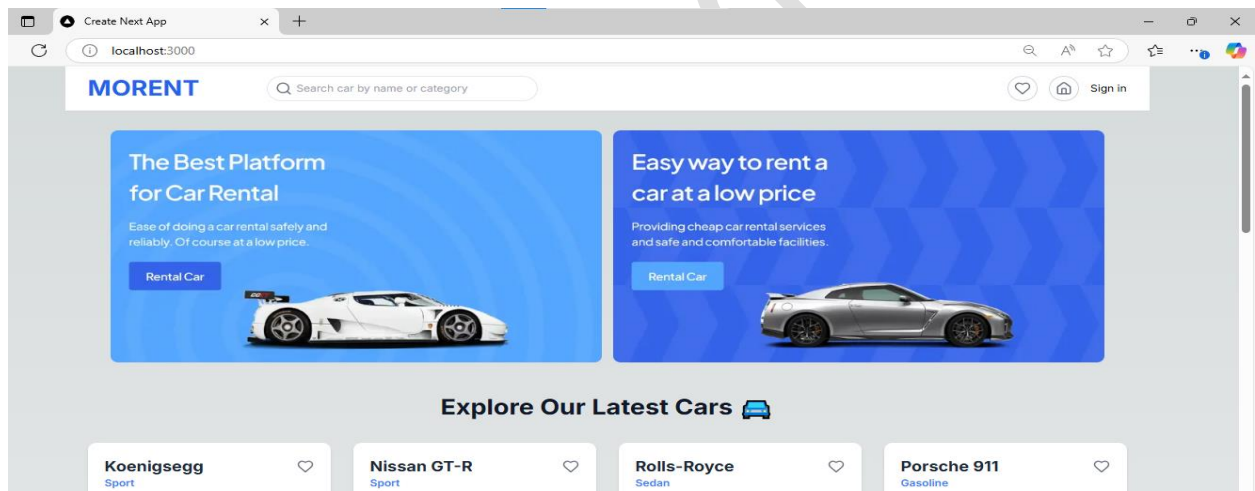 Create Next App
localhost:3000
MORENT
Search car by name or category
Sign in
The Best Platform
for Car Rental
Ease of doing a car rental safely and
reliably. Of course at a low price.
Rental Car
Easy way to rent a
car at a low price
Providing cheap car rental services
and safe and comfortable facilities.
Rental Car
Explore Our Latest Cars
Koenigsegg
Sport
Nissan GT-R
Sport
Rolls-Royce
Sedan
Porsche 911
Gasoline